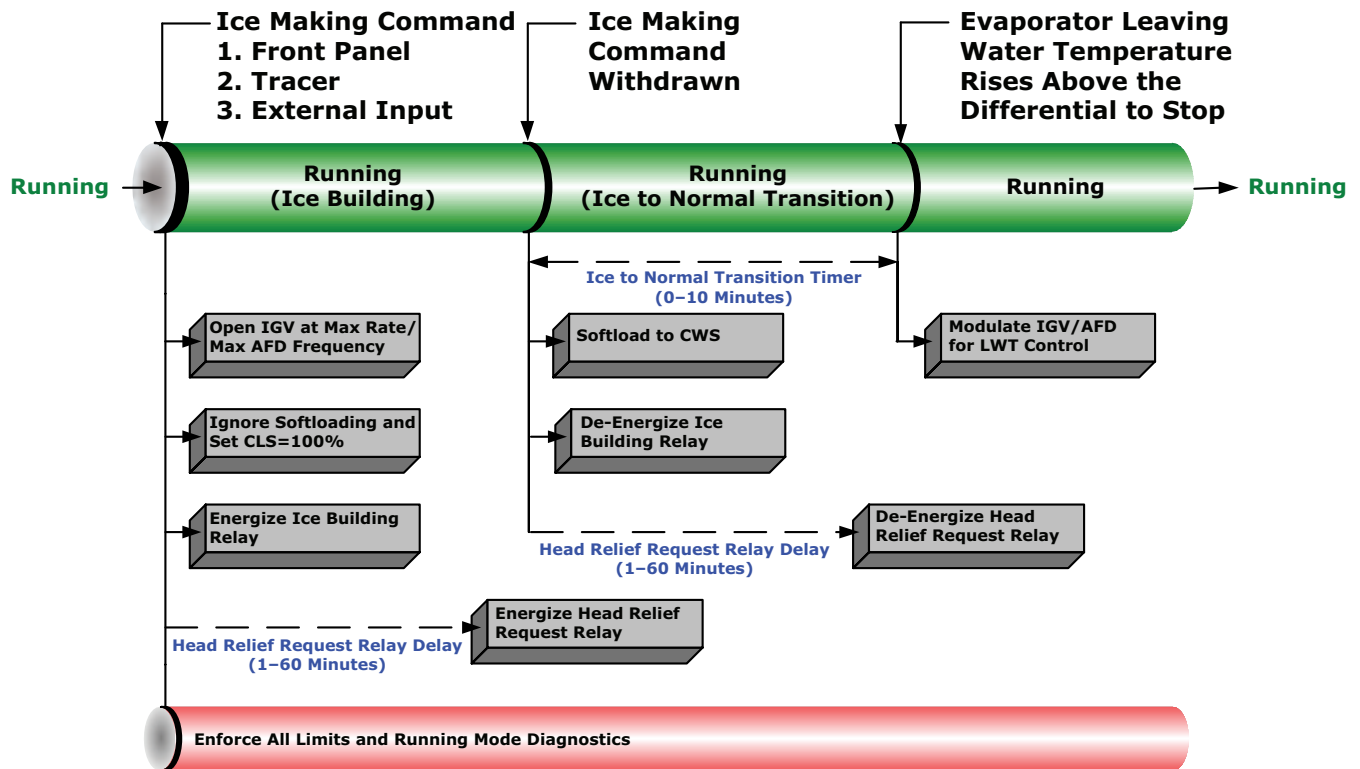 Ice Making Command
1. Front Panel
2. Tracer
3. External Input
Ice Making
Command
Withdrawn
Evaporator Leaving
Water Temperature
Rises Above the
Differential to Stop
Running
Running
(Ice Building)
Running
(Ice to Normal Transition)
Running
Running
Ice to Normal Transition Timer
(0–10 Minutes)
Open IGV at Max Rate/
Max AFD Frequency
Softload to CWS
Modulate IGV/AFD
for LWT Control
Ignore Softloading and
Set CLS=100%
De-Energize Ice
Building Relay
Energize Ice Building
Relay
Head Relief Request Relay Delay
(1–60 Minutes)
De-Energize Head
Relief Request Relay
Head Relief Request Relay Delay
(1–60 Minutes)
Energize Head Relief
Request Relay
Enforce All Limits and Running Mode Diagnostics